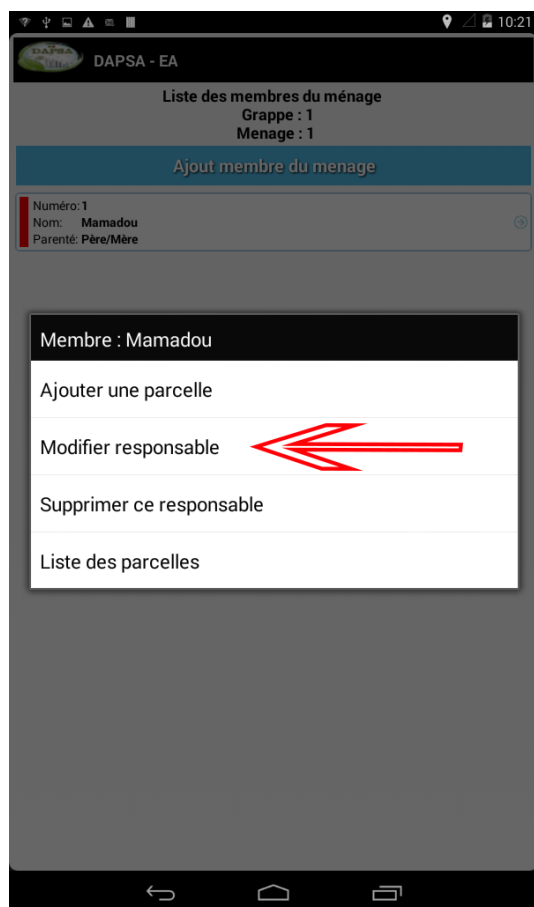 10:21
DAPSA
DAPSA - EA
Liste des membres du ménage
Grappe : 1
Menage : 1
Ajout membre du menage
Numéro: 1
Nom: Mamadou
Parenté: Père/Mère
Membre : Mamadou
Ajouter une parcelle
Modifier responsable
Supprimer ce responsable
Liste des parcelles